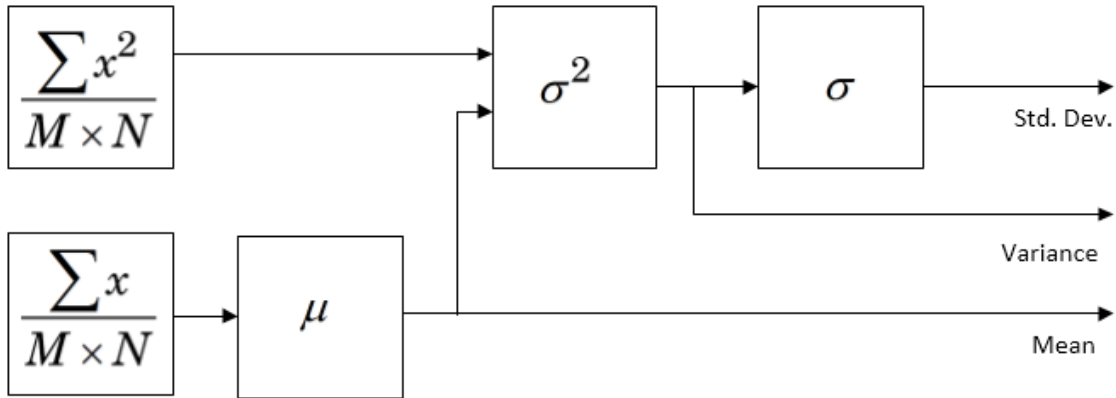 ∑x²
M × N
σ²
σ
Std. Dev.
Variance
∑x
M × N
μ
Mean